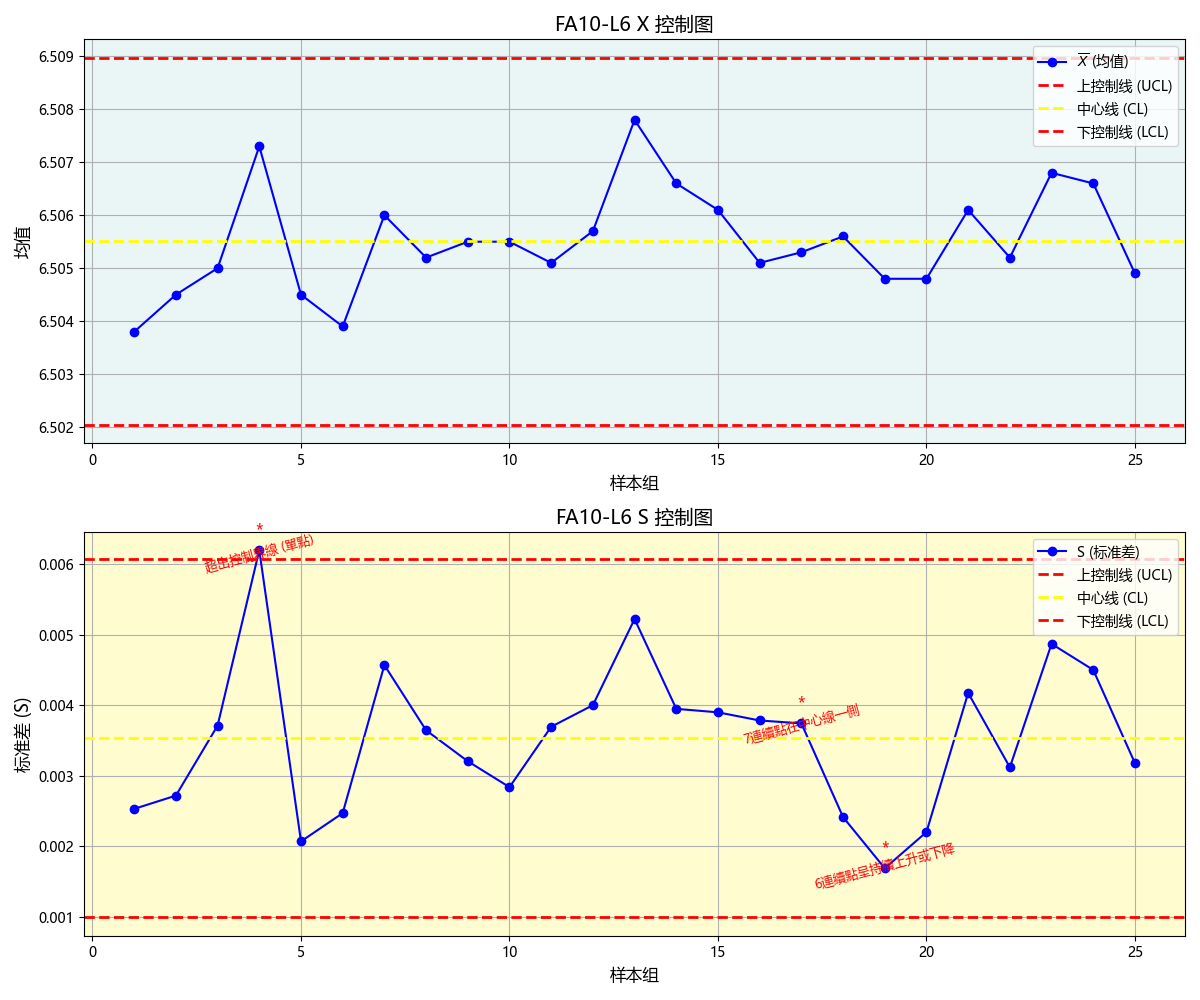 FA10-L6 X 控制图
6.509
6.508
6.507
6.506
6.505
6.504
6.503
6.502
均值
X (均值)
上控制线 (UCL)
中心线 (CL)
下控制线 (LCL)
0 5 10 15 20 25
样本组
FA10-L6 S 控制图
0.006
0.005
0.004
0.003
0.002
0.001
标准差 (S)
S (标准差)
上控制线 (UCL)
中心线 (CL)
下控制线 (LCL)
*
超出控制界線 (單點)
*
7連續點在中心線一側
*
6連續點呈持續上升或下降
0 5 10 15 20 25
样本组